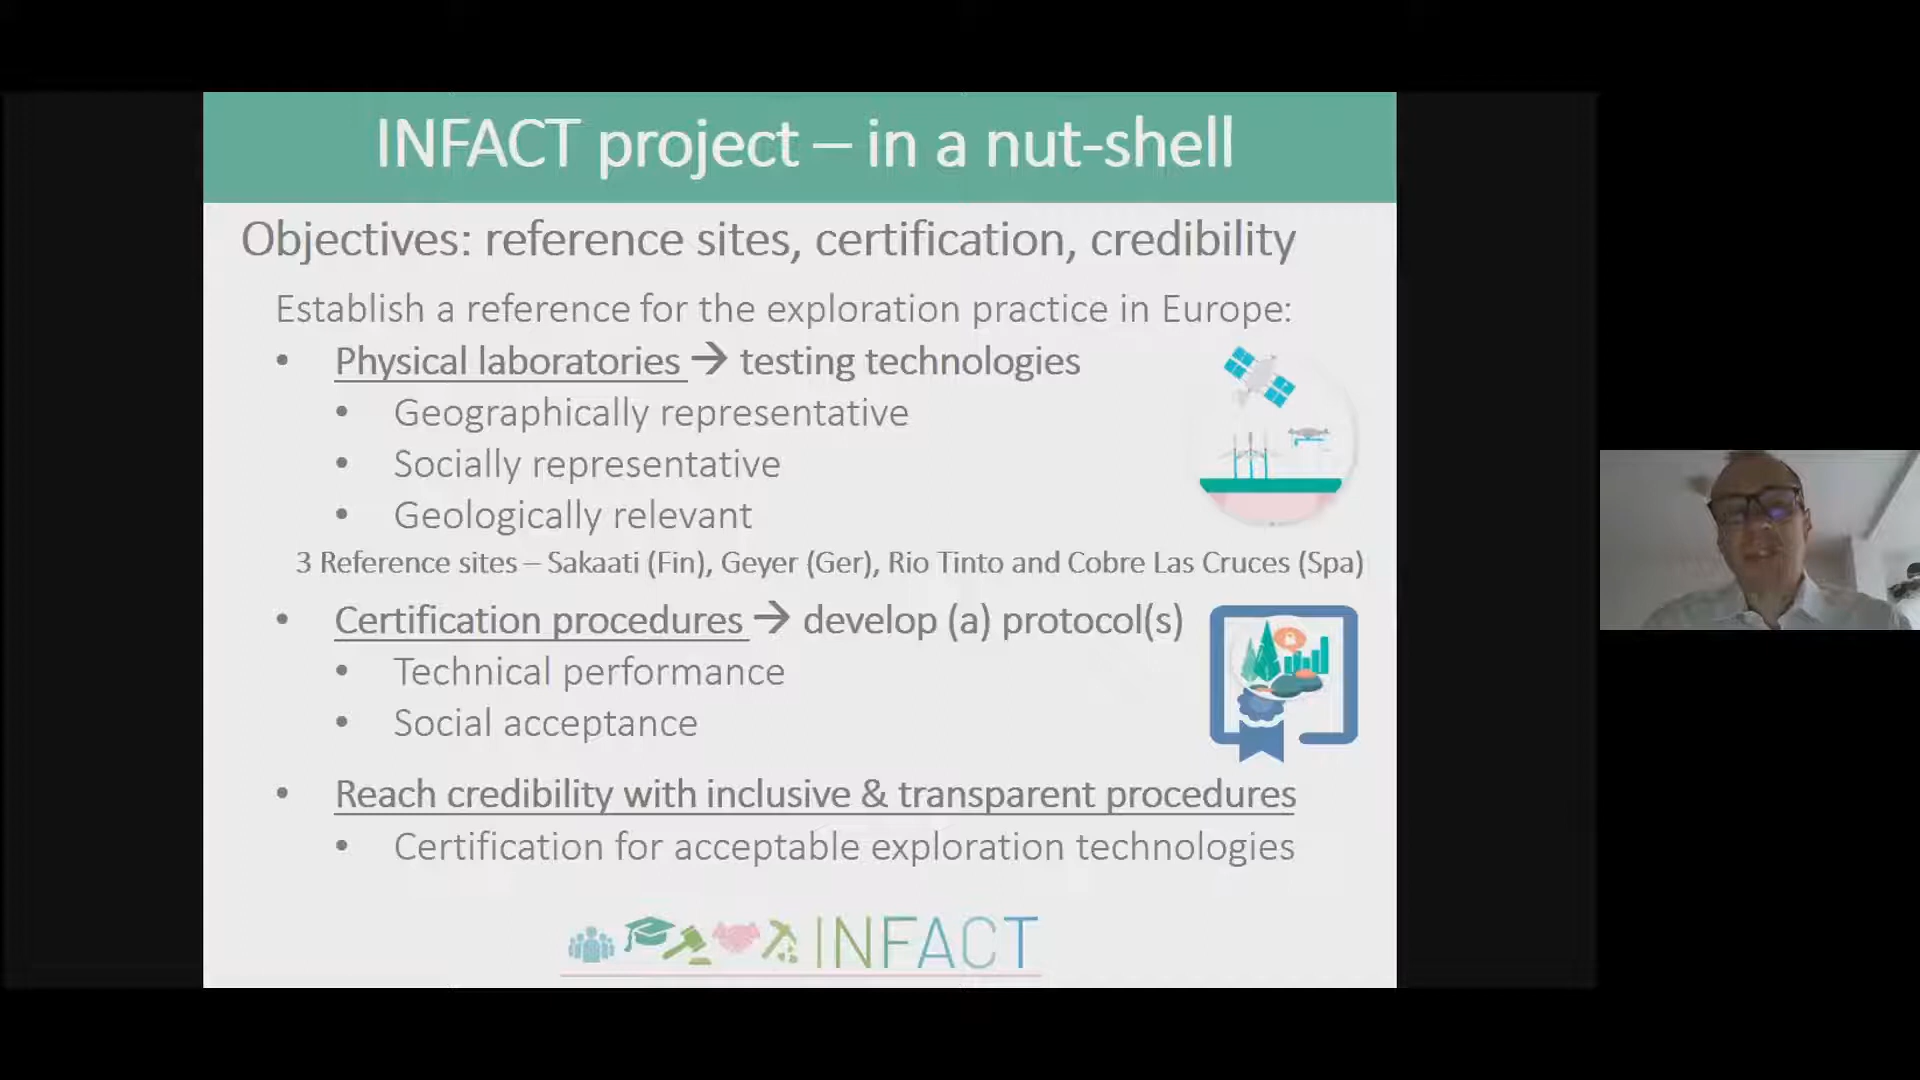 INFACT project – in a nut-shell
Objectives: reference sites, certification, credibility
Establish a reference for the exploration practice in Europe:
• Physical laboratories → testing technologies
• Geographically representative
• Socially representative
• Geologically relevant
3 Reference sites – Sakaati (Fin), Geyer (Ger), Rio Tinto and Cobre Las Cruces (Spa)
• Certification procedures → develop (a) protocol(s)
• Technical performance
• Social acceptance
• Reach credibility with inclusive & transparent procedures
• Certification for acceptable exploration technologies
INFACT